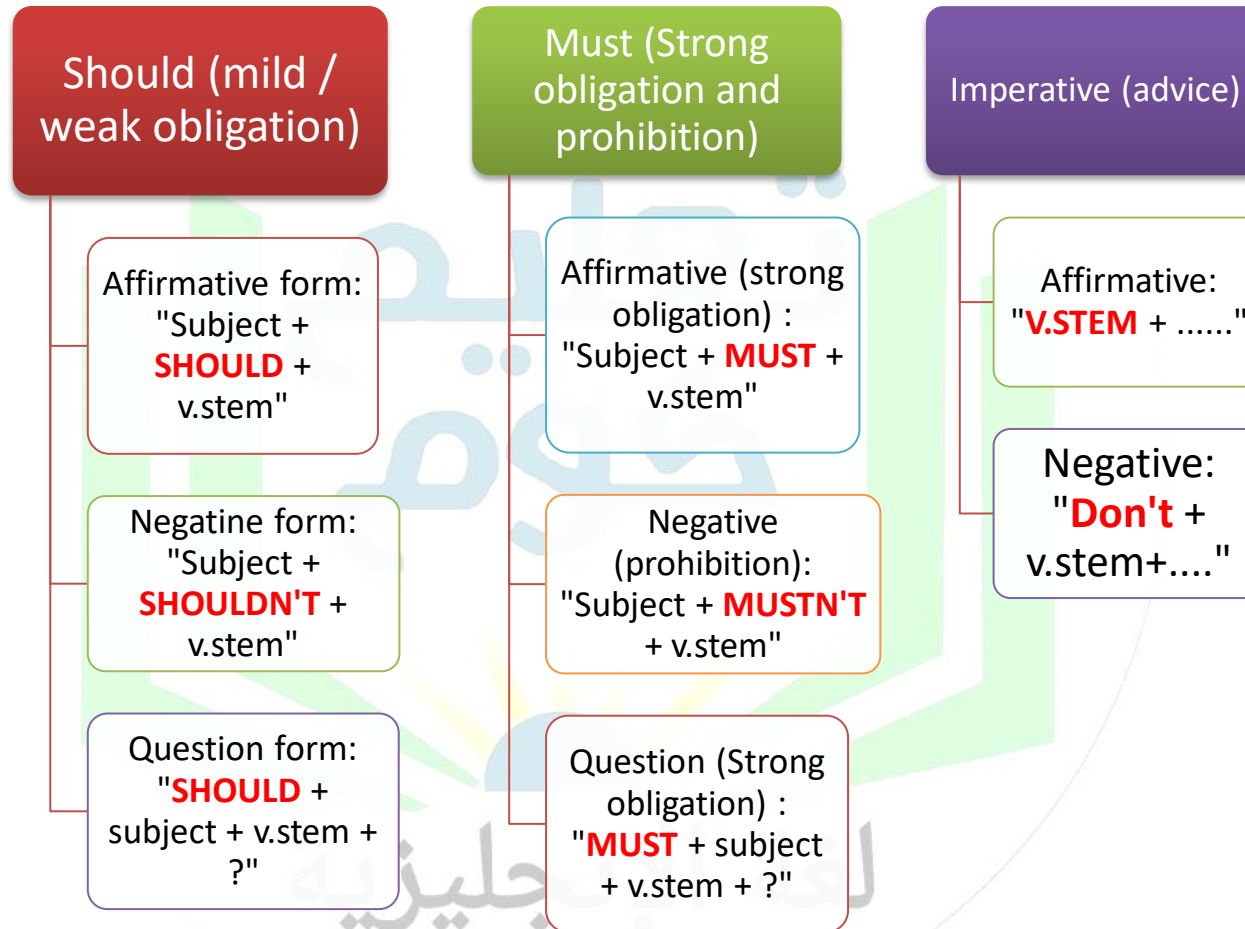 Should (mild /
weak obligation)
Affirmative form:
"Subject +
SHOULD +
v.stem"
Negatine form:
"Subject +
SHOULDN'T +
v.stem"
Question form:
"SHOULD +
subject + v.stem +
?"
Must (Strong
obligation and
prohibition)
Affirmative (strong
obligation) :
"Subject + MUST +
v.stem"
Negative
(prohibition):
"Subject + MUSTN'T
+ v.stem"
Question (Strong
obligation) :
"MUST + subject
+ v.stem + ?"
Imperative (advice)
Affirmative:
"V.STEM + ......"
Negative:
"Don't +
v.stem+...."
تعليم
كوم